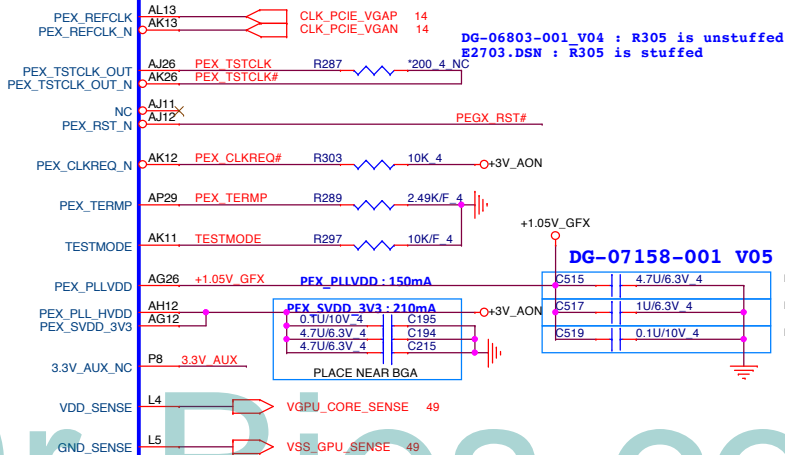 PEX_REFCLK AL13 CLK_PCIE_VGAP 14
PEX_REFCLK_N AK13 CLK_PCIE_VGAN 14
DG-06803-001_V04 : R305 is unstuffed
E2703.DSN : R305 is stuffed
PEX_TSTCLK_OUT AJ26 PEX_TSTCLK R287 *200_4_NC
PEX_TSTCLK_OUT_N AK26 PEX_TSTCLK#
NC AJ11
PEX_RST_N AJ12 PEGX_RST#
PEX_CLKREQ_N AK12 PEX_CLKREQ# R303 10K_4 +3V_AON
PEX_TERMP AP29 PEX_TERMP R289 2.49K/F_4
+1.05V_GFX
TESTMODE AK11 TESTMODE R297 10K/F_4
DG-07158-001 V05
PEX_PLLVDD AG26 +1.05V_GFX PEX_PLLVDD : 150mA C515 4.7U/6.3V_4
PEX_PLL_HVDD AH12 PEX_SVDD_3V3 : 210mA +3V_AON C517 1U/6.3V_4
PEX_SVDD_3V3 AG12 0.1U/10V_4 C195
4.7U/6.3V_4 C194 C519 0.1U/10V_4
4.7U/6.3V_4 C215
3.3V_AUX_NC P8 3.3V_AUX PLACE NEAR BGA
VDD_SENSE L4 VGPU_CORE_SENSE 49
GND_SENSE L5 VSS_GPU_SENSE 49